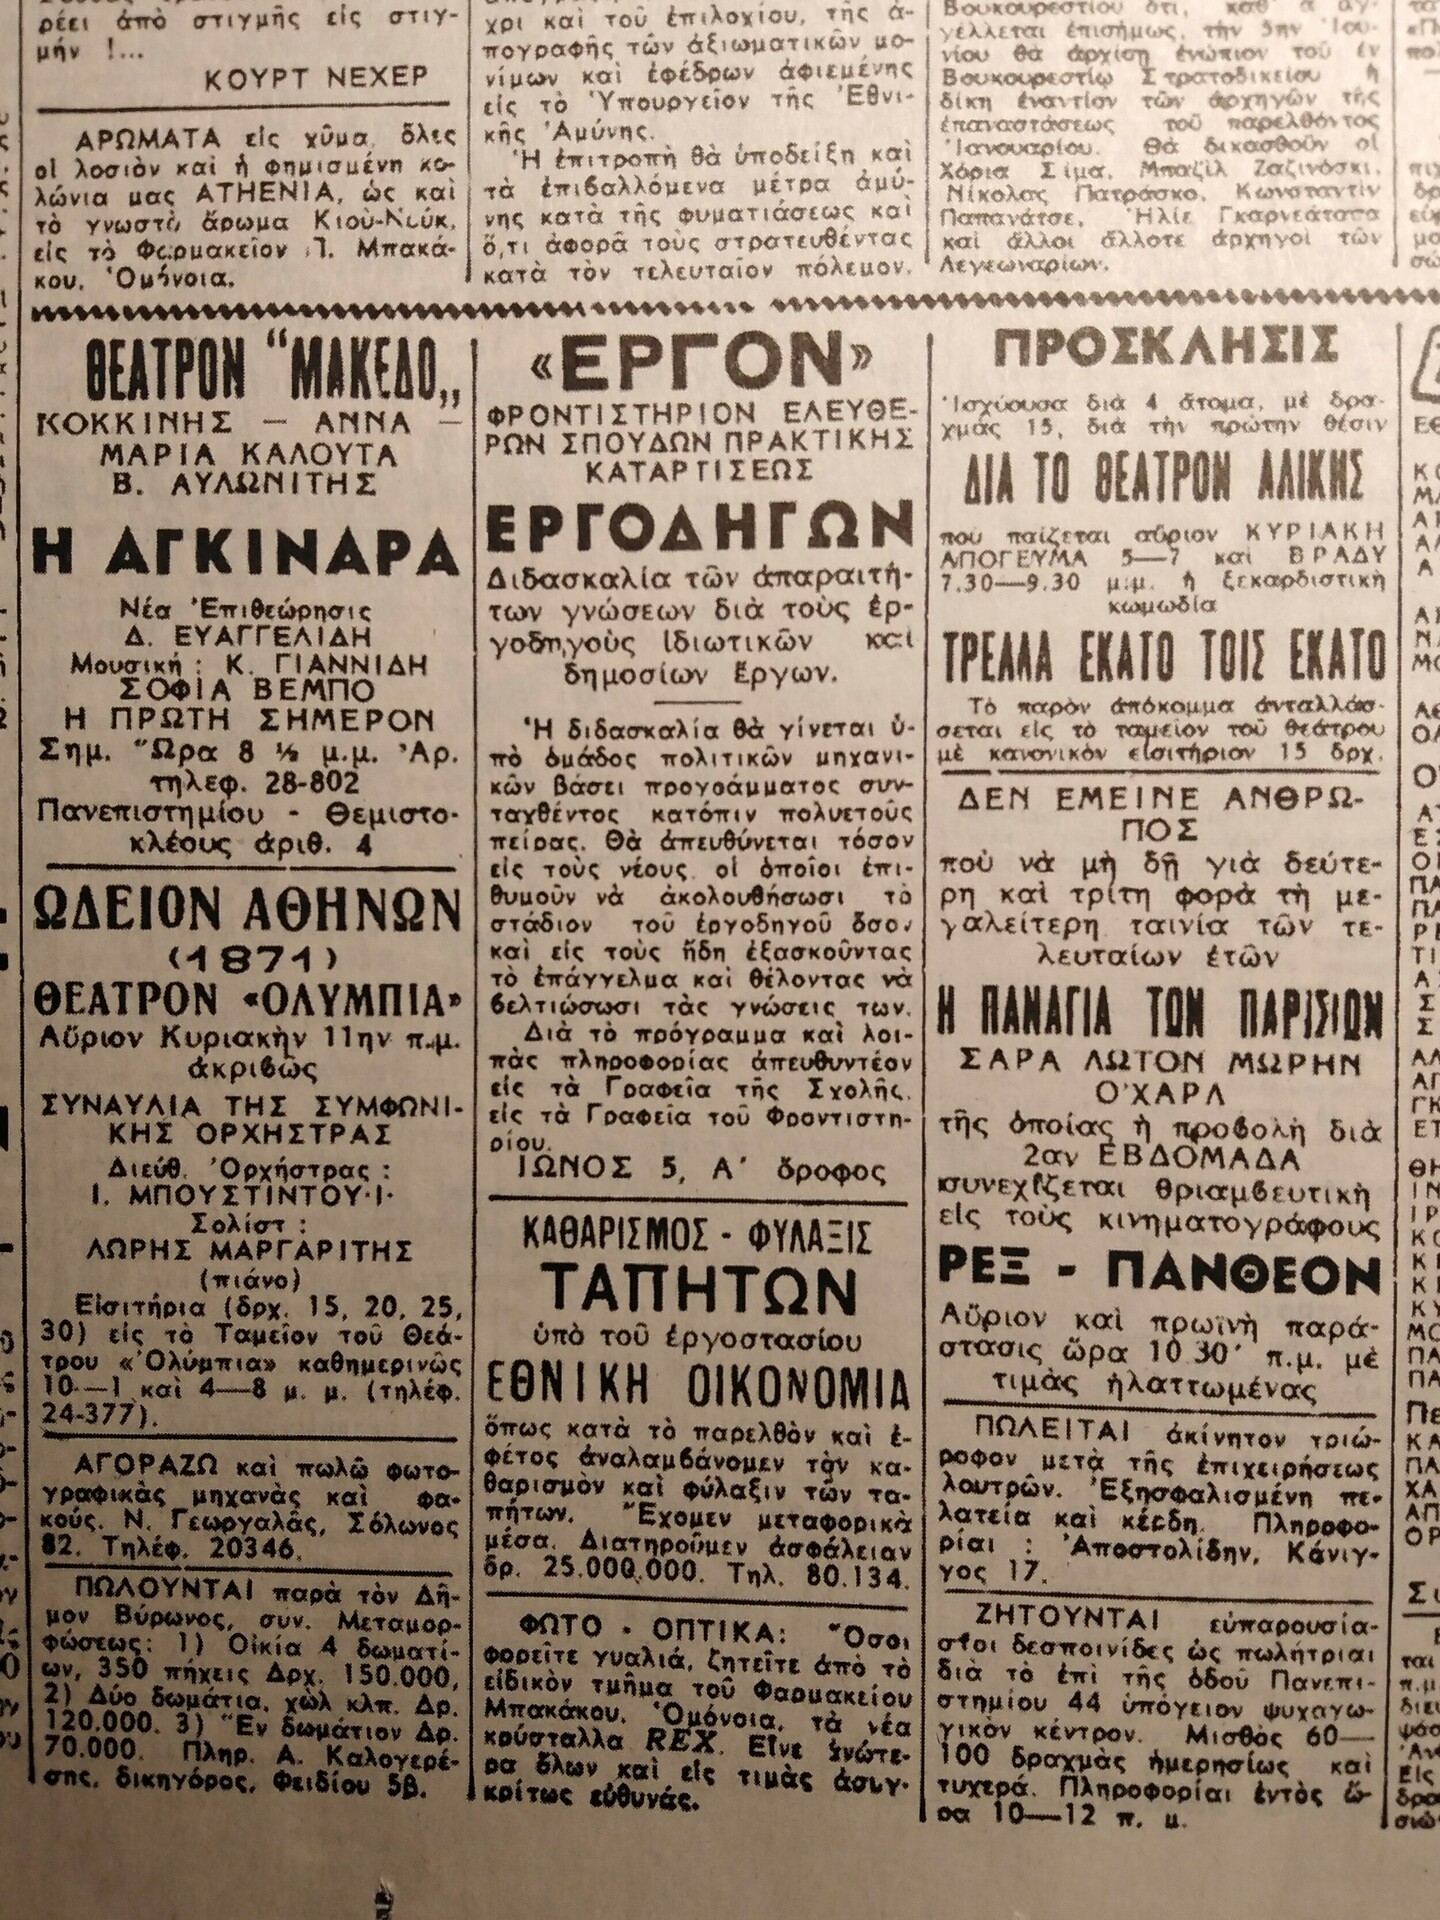 ρέει ἀπὸ στιγμῆς εἰς στιγ-
μήν !...
ΚΟΥΡΤ ΝΕΧΕΡ
ΑΡΩΜΑΤΑ εἰς χῦμα, ὅλες
οἱ λοσιὸν καὶ ἡ φημισμένη κο-
λώνια μας ATHENIA, ὡς καὶ
τὸ γνωστὸ ἄρωμα Κιοὺ-Νιούκ,
εἰς τὸ Φαρμακεῖον Π. Μπακά-
κου, Ὁμόνοια.
ΘΕΑΤΡΟΝ "ΜΑΚΕΔΟ„
ΚΟΚΚΙΝΗΣ — ΑΝΝΑ —
ΜΑΡΙΑ ΚΑΛΟΥΤΑ
Β. ΑΥΛΩΝΙΤΗΣ
Η ΑΓΚΙΝΑΡΑ
Νέα Ἐπιθεώρησις
Δ. ΕΥΑΓΓΕΛΙΔΗ
Μουσική : Κ. ΓΙΑΝΝΙΔΗ
ΣΟΦΙΑ ΒΕΜΠΟ
Η ΠΡΩΤΗ ΣΗΜΕΡΟΝ
Σημ. Ὥρα 8 ½ μ.μ. Ἀρ.
τηλεφ. 28-802
Πανεπιστημίου - Θεμιστο-
κλέους ἀριθ. 4
ΩΔΕΙΟΝ ΑΘΗΝΩΝ
(1871)
ΘΕΑΤΡΟΝ «ΟΛΥΜΠΙΑ»
Αὔριον Κυριακὴν 11ην π.μ.
ἀκριβῶς
ΣΥΝΑΥΛΙΑ ΤΗΣ ΣΥΜΦΩΝΙ-
ΚΗΣ ΟΡΧΗΣΤΡΑΣ
Διεύθ. Ὀρχήστρας :
Ι. ΜΠΟΥΣΤΙΝΤΟΥ·Ι·
Σολίστ :
ΛΩΡΗΣ ΜΑΡΓΑΡΙΤΗΣ
(πιάνο)
Εἰσιτήρια (δρχ. 15, 20, 25,
30) εἰς τὸ Ταμεῖον τοῦ Θεά-
τρου «Ὀλύμπια» καθημερινῶς
10—1 καὶ 4—8 μ. μ. (τηλέφ.
24-377).
ΑΓΟΡΑΖΩ καὶ πωλῶ φωτο-
γραφικὰς μηχανὰς καὶ φα-
κούς. Ν. Γεωργαλᾶς, Σόλωνος
82. Τηλέφ. 20346.
ΠΩΛΟΥΝΤΑΙ παρὰ τὸν Δῆ-
μον Βύρωνος, συν. Μεταμορ-
φώσεως: 1) Οἰκία 4 δωματί-
ων, 350 πήχεις Δρχ. 150.000,
2) Δύο δωμάτια, χὼλ κλπ. Δρ.
120.000. 3) Ἕν δωμάτιον Δρ.
70.000. Πληρ. Α. Καλογερέ-
σης, δικηγόρος, Φειδίου 5β.
χρι καὶ τοῦ ἐπιλοχίου, τῆς ἀ-
πογραφῆς τῶν ἀξιωματικῶν μο-
νίμων καὶ ἐφέδρων ἀφιεμένης
εἰς τὸ Ὑπουργεῖον τῆς Ἐθνι-
κῆς Ἀμύνης.
Ἡ ἐπιτροπὴ θὰ ὑποδείξη καὶ
τὰ ἐπιβαλλόμενα μέτρα ἀμύ-
νης κατὰ τῆς φυματιάσεως καὶ
ὅ,τι ἀφορᾶ τοὺς στρατευθέντας
κατὰ τὸν τελευταῖον πόλεμον.
«ΕΡΓΟΝ»
ΦΡΟΝΤΙΣΤΗΡΙΟΝ ΕΛΕΥΘΕ-
ΡΩΝ ΣΠΟΥΔΩΝ ΠΡΑΚΤΙΚΗΣ
ΚΑΤΑΡΤΙΣΕΩΣ
ΕΡΓΟΔΗΓΩΝ
Διδασκαλία τῶν ἀπαραιτή-
των γνώσεων διὰ τοὺς ἐρ-
γοδηγοὺς ἰδιωτικῶν καὶ
δημοσίων ἔργων.
Ἡ διδασκαλία θὰ γίνεται ὑ-
πὸ ὁμάδος πολιτικῶν μηχανι-
κῶν βάσει προγράμματος συν-
ταχθέντος κατόπιν πολυετοῦς
πείρας. Θὰ ἀπευθύνεται τόσον
εἰς τοὺς νέους οἱ ὁποῖοι ἐπι-
θυμοῦν νὰ ἀκολουθήσωσι τὸ
στάδιον τοῦ ἐργοδηγοῦ ὅσον
καὶ εἰς τοὺς ἤδη ἐξασκοῦντας
τὸ ἐπάγγελμα καὶ θέλοντας νὰ
βελτιώσωσι τὰς γνώσεις των.
Διὰ τὸ πρόγραμμα καὶ λοι-
πὰς πληροφορίας ἀπευθυντέον
εἰς τὰ Γραφεῖα τῆς Σχολῆς,
εἰς τὰ Γραφεῖα τοῦ Φροντιστη-
ρίου.
ΙΩΝΟΣ 5, Α΄ ὄροφος
ΚΑΘΑΡΙΣΜΟΣ - ΦΥΛΑΞΙΣ
ΤΑΠΗΤΩΝ
ὑπὸ τοῦ ἐργοστασίου
ΕΘΝΙΚΗ ΟΙΚΟΝΟΜΙΑ
ὅπως κατὰ τὸ παρελθὸν καὶ ἐ-
φέτος ἀναλαμβάνομεν τὸν κα-
θαρισμὸν καὶ φύλαξιν τῶν τα-
πήτων. Ἔχομεν μεταφορικὰ
μέσα. Διατηροῦμεν ἀσφάλειαν
δρ. 25.000.000. Τηλ. 80.134.
ΦΩΤΟ - ΟΠΤΙΚΑ: Ὅσοι
φορεῖτε γυαλιά, ζητεῖτε ἀπὸ τὸ
εἰδικὸν τμῆμα τοῦ Φαρμακείου
Μπακάκου, Ὁμόνοια, τὰ νέα
κρύσταλλα REX. Εἶνε ἀνώτε-
ρα ὅλων καὶ εἰς τιμὰς ἀσυγ-
κρίτως εὐθυνάς.
Βουκουρεστίου ὅτι, καθ' ἃ ἀγ-
γέλλεται ἐπισήμως, τὴν 5ην Ἰου-
νίου θὰ ἀρχίση ἐνώπιον τοῦ ἐν
Βουκουρεστίῳ Στρατοδικείου ἡ
δίκη ἐναντίον τῶν ἀρχηγῶν τῆς
ἐπαναστάσεως τοῦ παρελθόντος
Ἰανουαρίου. Θὰ δικασθοῦν οἱ
Χόρια Σίμα, Μπαζὶλ Ζαζινόσκι,
Νίκολας Πατράσκο, Κωνσταντὶν
Παπανάτσε, Ἠλίε Γκαρνεάτσα
καὶ ἄλλοι ἄλλοτε ἀρχηγοὶ τῶν
Λεγεωναρίων.
ΠΡΟΣΚΛΗΣΙΣ
Ἰσχύουσα διὰ 4 ἄτομα, μὲ δρα-
χμὰς 15, διὰ τὴν πρώτην θέσιν
ΔΙΑ ΤΟ ΘΕΑΤΡΟΝ ΑΛΙΚΗΣ
ποὺ παίζεται αὔριον ΚΥΡΙΑΚΗ
ΑΠΟΓΕΥΜΑ 5—7 καὶ ΒΡΑΔΥ
7.30—9.30 μ.μ. ἡ ξεκαρδιστικὴ
κωμωδία
ΤΡΕΛΛΑ ΕΚΑΤΟ ΤΟΙΣ ΕΚΑΤΟ
Τὸ παρὸν ἀπόκομμα ἀνταλλάσ-
σεται εἰς τὸ ταμεῖον τοῦ θεάτρου
μὲ κανονικὸν εἰσιτήριον 15 δρχ.
ΔΕΝ ΕΜΕΙΝΕ ΑΝΘΡΩ-
ΠΟΣ
ποὺ νὰ μὴ δῇ γιὰ δεύτε-
ρη καὶ τρίτη φορὰ τὴ με-
γαλείτερη ταινία τῶν τε-
λευταίων ἐτῶν
Η ΠΑΝΑΓΙΑ ΤΩΝ ΠΑΡΙΣΙΩΝ
ΣΑΡΛ ΛΩΤΟΝ ΜΩΡΗΝ
Ο'ΧΑΡΑ
τῆς ὁποίας ἡ προβολὴ διὰ
2αν ΕΒΔΟΜΑΔΑ
συνεχίζεται θριαμβευτικὴ
εἰς τοὺς κινηματογράφους
ΡΕΞ - ΠΑΝΘΕΟΝ
Αὔριον καὶ πρωϊνὴ παρά-
στασις ὥρα 10.30' π.μ. μὲ
τιμὰς ἠλαττωμένας
ΠΩΛΕΙΤΑΙ ἀκίνητον τριώ-
ροφον μετὰ τῆς ἐπιχειρήσεως
λουτρῶν. Ἐξησφαλισμένη πε-
λατεία καὶ κέρδη. Πληροφο-
ρίαι : Ἀποστολίδην, Κάνιγ-
γος 17.
ΖΗΤΟΥΝΤΑΙ εὐπαρουσία-
στοι δεσποινίδες ὡς πωλήτριαι
διὰ τὸ ἐπὶ τῆς ὁδοῦ Πανεπι-
στημίου 44 ὑπόγειον ψυχαγω-
γικὸν κέντρον. Μισθὸς 60—
100 δραχμὰς ἡμερησίως καὶ
τυχερά. Πληροφορίαι ἐντὸς ὥ-
ρα 10—12 π. μ.